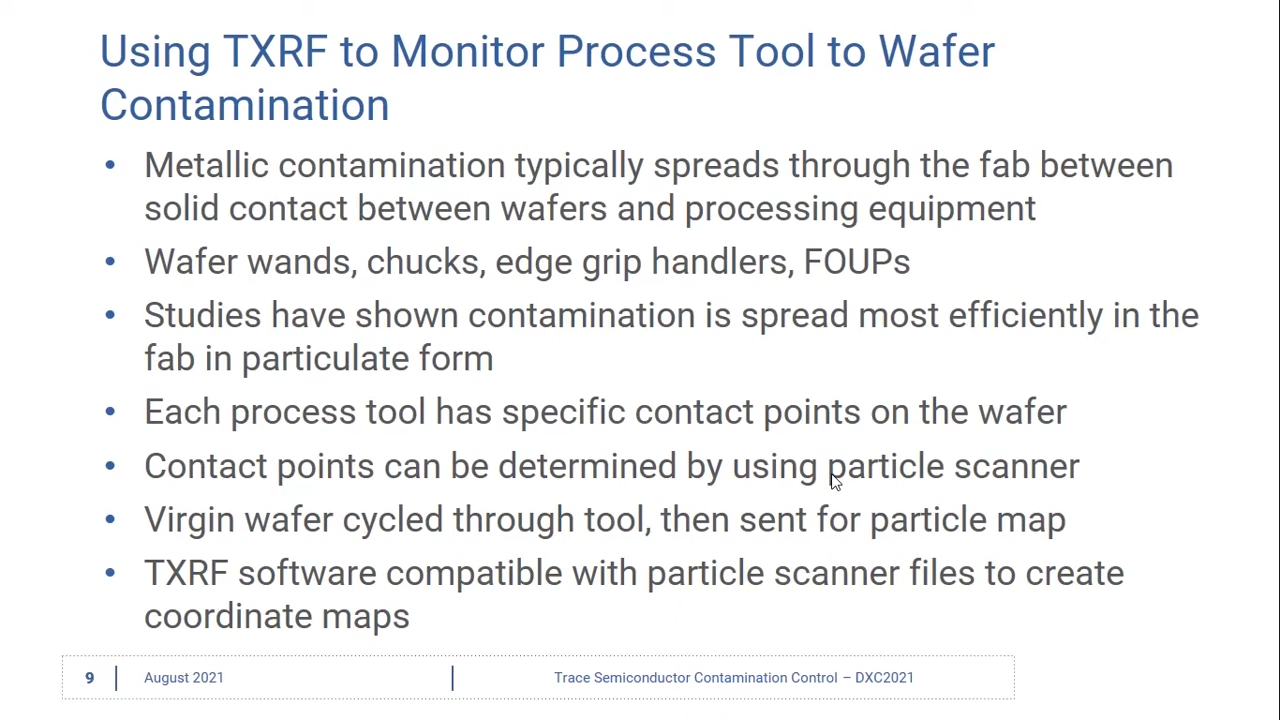 Using TXRF to Monitor Process Tool to Wafer
Contamination
• Metallic contamination typically spreads through the fab between
solid contact between wafers and processing equipment
• Wafer wands, chucks, edge grip handlers, FOUPs
• Studies have shown contamination is spread most efficiently in the
fab in particulate form
• Each process tool has specific contact points on the wafer
• Contact points can be determined by using particle scanner
• Virgin wafer cycled through tool, then sent for particle map
• TXRF software compatible with particle scanner files to create
coordinate maps
9 August 2021 Trace Semiconductor Contamination Control – DXC2021